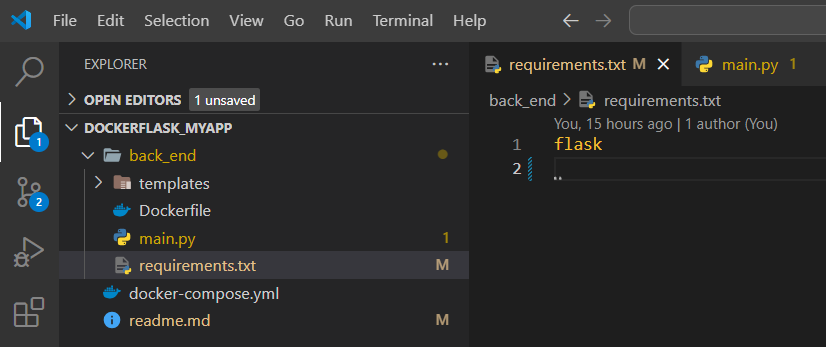 File Edit Selection View Go Run Terminal Help
EXPLORER
OPEN EDITORS 1 unsaved
DOCKERFLASK_MYAPP
back_end
templates
Dockerfile
main.py 1
requirements.txt M
docker-compose.yml
readme.md M
1
2
requirements.txt M
main.py 1
back_end > requirements.txt
You, 15 hours ago | 1 author (You)
1 flask
2